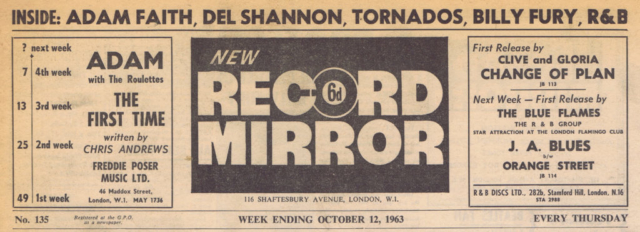 INSIDE: ADAM FAITH, DEL SHANNON, TORNADOS, BILLY FURY, R&B
? next week
7 4th week
13 3rd week
25 2nd week
49 1st week
ADAM
with The Roulettes
THE
FIRST TIME
written by
CHRIS ANDREWS
FREDDIE POSER
MUSIC LTD.
46 Maddox Street,
London, W.1. MAY 1736
NEW
RECORD
6d
MIRROR
116 SHAFTESBURY AVENUE, LONDON, W.1.
First Release by
CLIVE and GLORIA
CHANGE OF PLAN
JB 113
Next Week — First Release by
THE BLUE FLAMES
THE R & B GROUP
STAR ATTRACTION AT THE LONDON FLAMINGO CLUB
J. A. BLUES
b/w
ORANGE STREET
JB 114
R & B DISCS LTD., 282b, Stamford Hill, London, N.16
STA 2988
No. 135
Registered at the G.P.O.
as a newspaper.
WEEK ENDING OCTOBER 12, 1963
EVERY THURSDAY